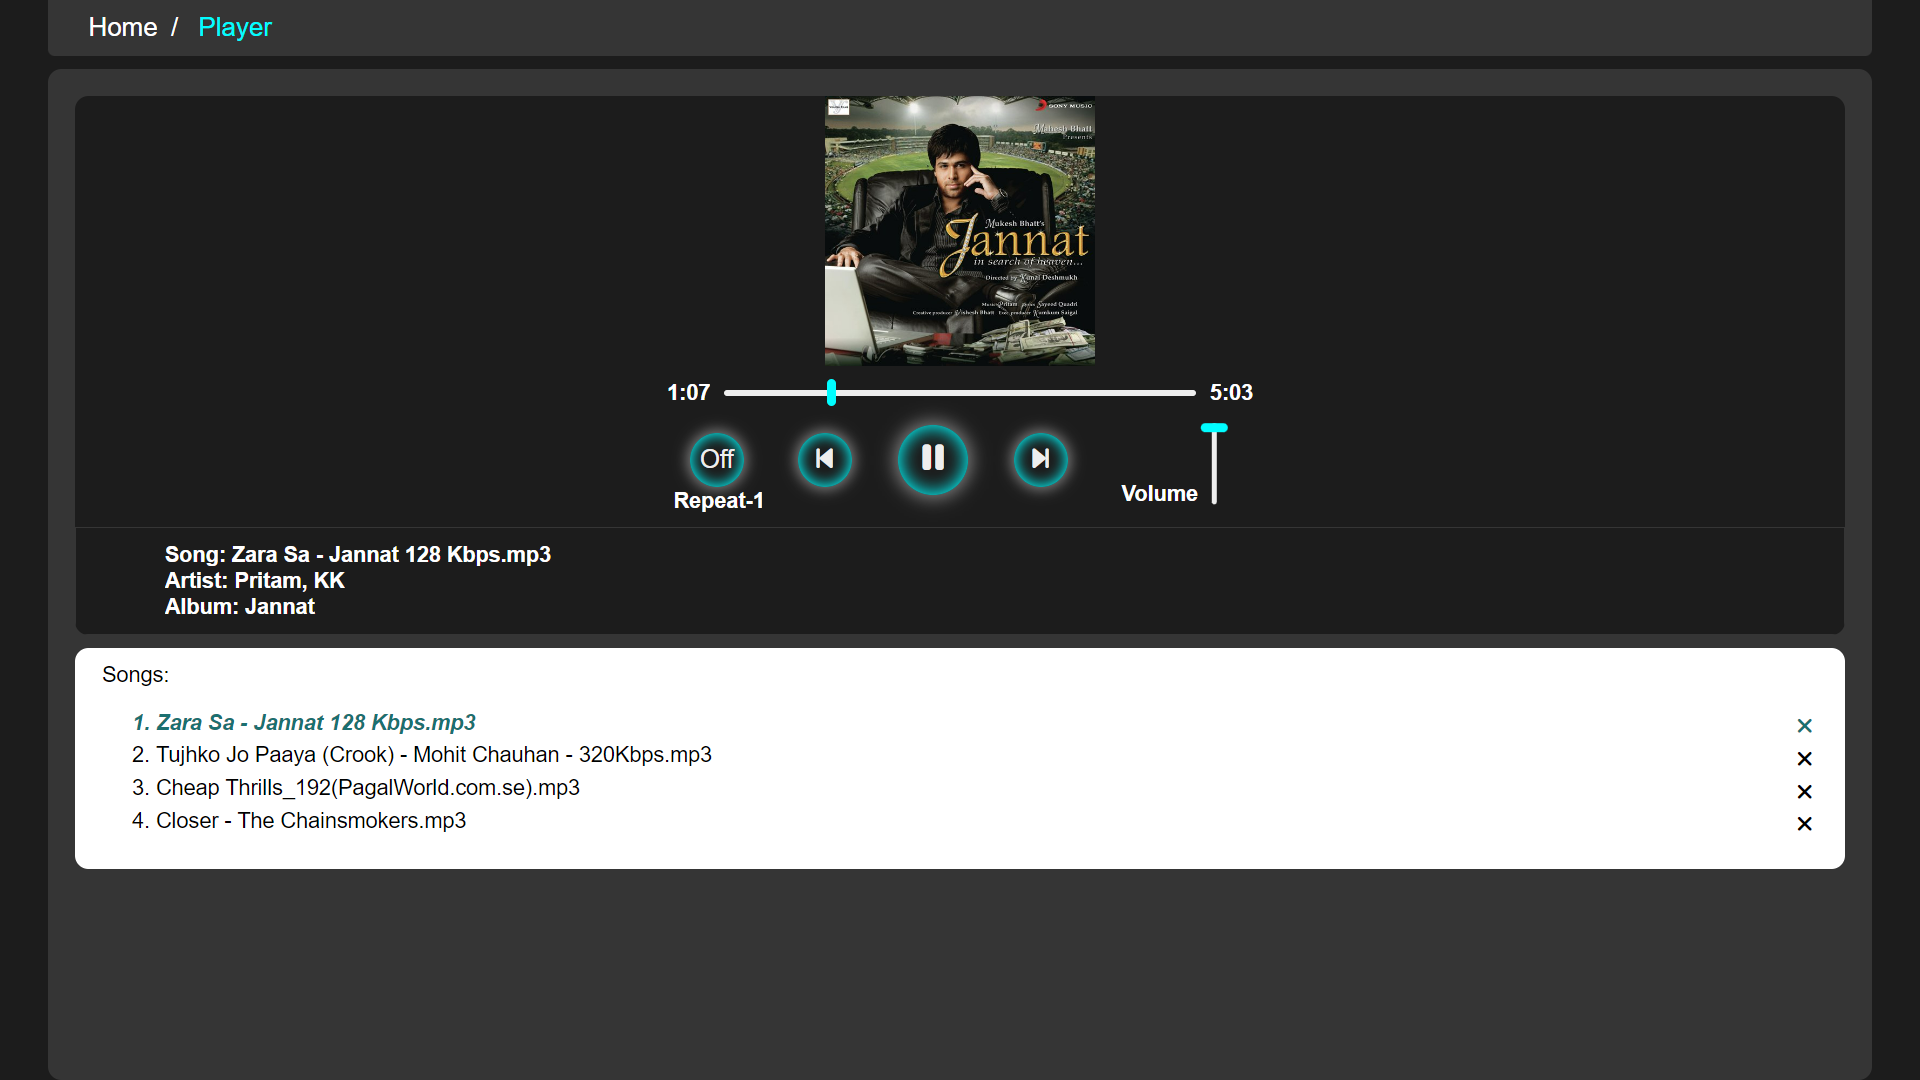 Home / Player
SONY MUSIC
Mahesh Bhatt
Presents
Mukesh Bhatt's
Jannat
in search of heaven...
Directed by Kunal Deshmukh
Music Pritam Sayeed Quadri
Creative producer Vishesh Bhatt Exec. producer Kumkum Saigal
1:07 5:03
Off
Repeat-1
Volume
Song: Zara Sa - Jannat 128 Kbps.mp3
Artist: Pritam, KK
Album: Jannat
Songs:
1. Zara Sa - Jannat 128 Kbps.mp3
2. Tujhko Jo Paaya (Crook) - Mohit Chauhan - 320Kbps.mp3
3. Cheap Thrills_192(PagalWorld.com.se).mp3
4. Closer - The Chainsmokers.mp3